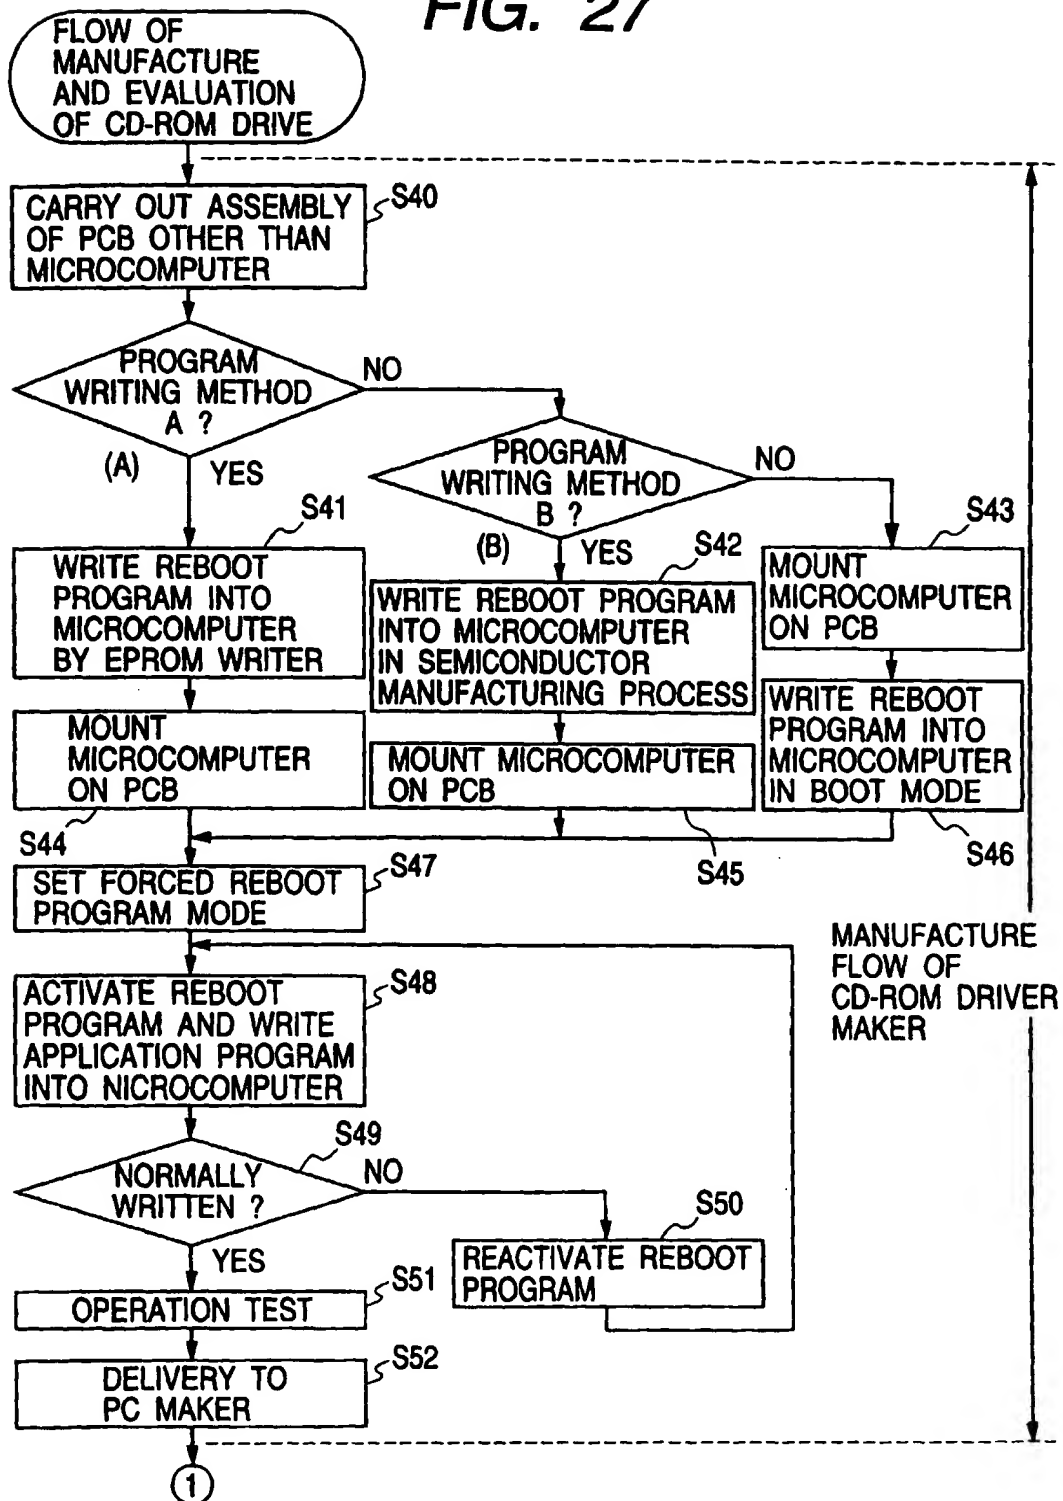 FIG. 27
FLOW OF
MANUFACTURE
AND EVALUATION
OF CD-ROM DRIVE
S40
CARRY OUT ASSEMBLY
OF PCB OTHER THAN
MICROCOMPUTER
PROGRAM
WRITING METHOD
A ?
NO
(A)
YES
PROGRAM
WRITING METHOD
B ?
NO
(B)
YES
S41
WRITE REBOOT
PROGRAM INTO
MICROCOMPUTER
BY EPROM WRITER
S42
WRITE REBOOT PROGRAM
INTO MICROCOMPUTER
IN SEMICONDUCTOR
MANUFACTURING PROCESS
S43
MOUNT
MICROCOMPUTER
ON PCB
MOUNT
MICROCOMPUTER
ON PCB
S44
MOUNT MICROCOMPUTER
ON PCB
S45
WRITE REBOOT
PROGRAM INTO
MICROCOMPUTER
IN BOOT MODE
S46
S47
SET FORCED REBOOT
PROGRAM MODE
S48
ACTIVATE REBOOT
PROGRAM AND WRITE
APPLICATION PROGRAM
INTO NICROCOMPUTER
MANUFACTURE
FLOW OF
CD-ROM DRIVER
MAKER
S49
NORMALLY
WRITTEN ?
NO
YES
S50
REACTIVATE REBOOT
PROGRAM
S51
OPERATION TEST
S52
DELIVERY TO
PC MAKER
1